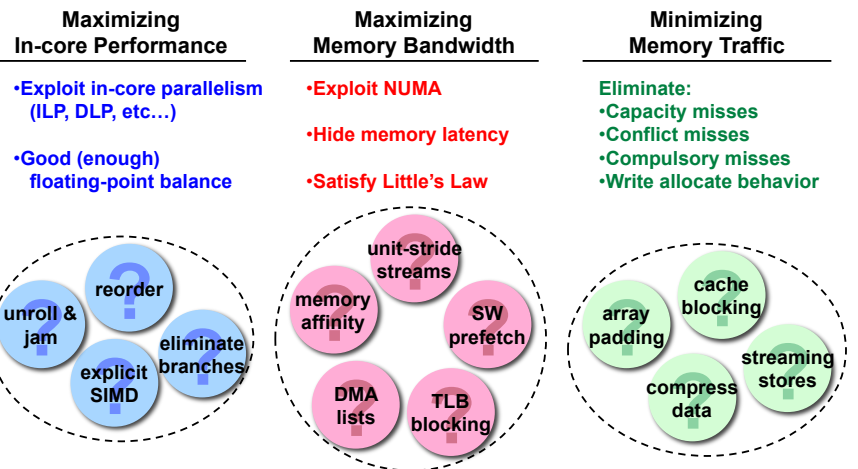 Maximizing
In-core Performance
•Exploit in-core parallelism
(ILP, DLP, etc…)
•Good (enough)
floating-point balance
?
reorder
?
unroll &
jam
?
eliminate
branches
?
explicit
SIMD
Maximizing
Memory Bandwidth
•Exploit NUMA
•Hide memory latency
•Satisfy Little's Law
?
unit-stride
streams
?
memory
affinity
?
SW
prefetch
?
DMA
lists
?
TLB
blocking
Minimizing
Memory Traffic
Eliminate:
•Capacity misses
•Conflict misses
•Compulsory misses
•Write allocate behavior
?
cache
blocking
?
array
padding
?
streaming
stores
?
compress
data